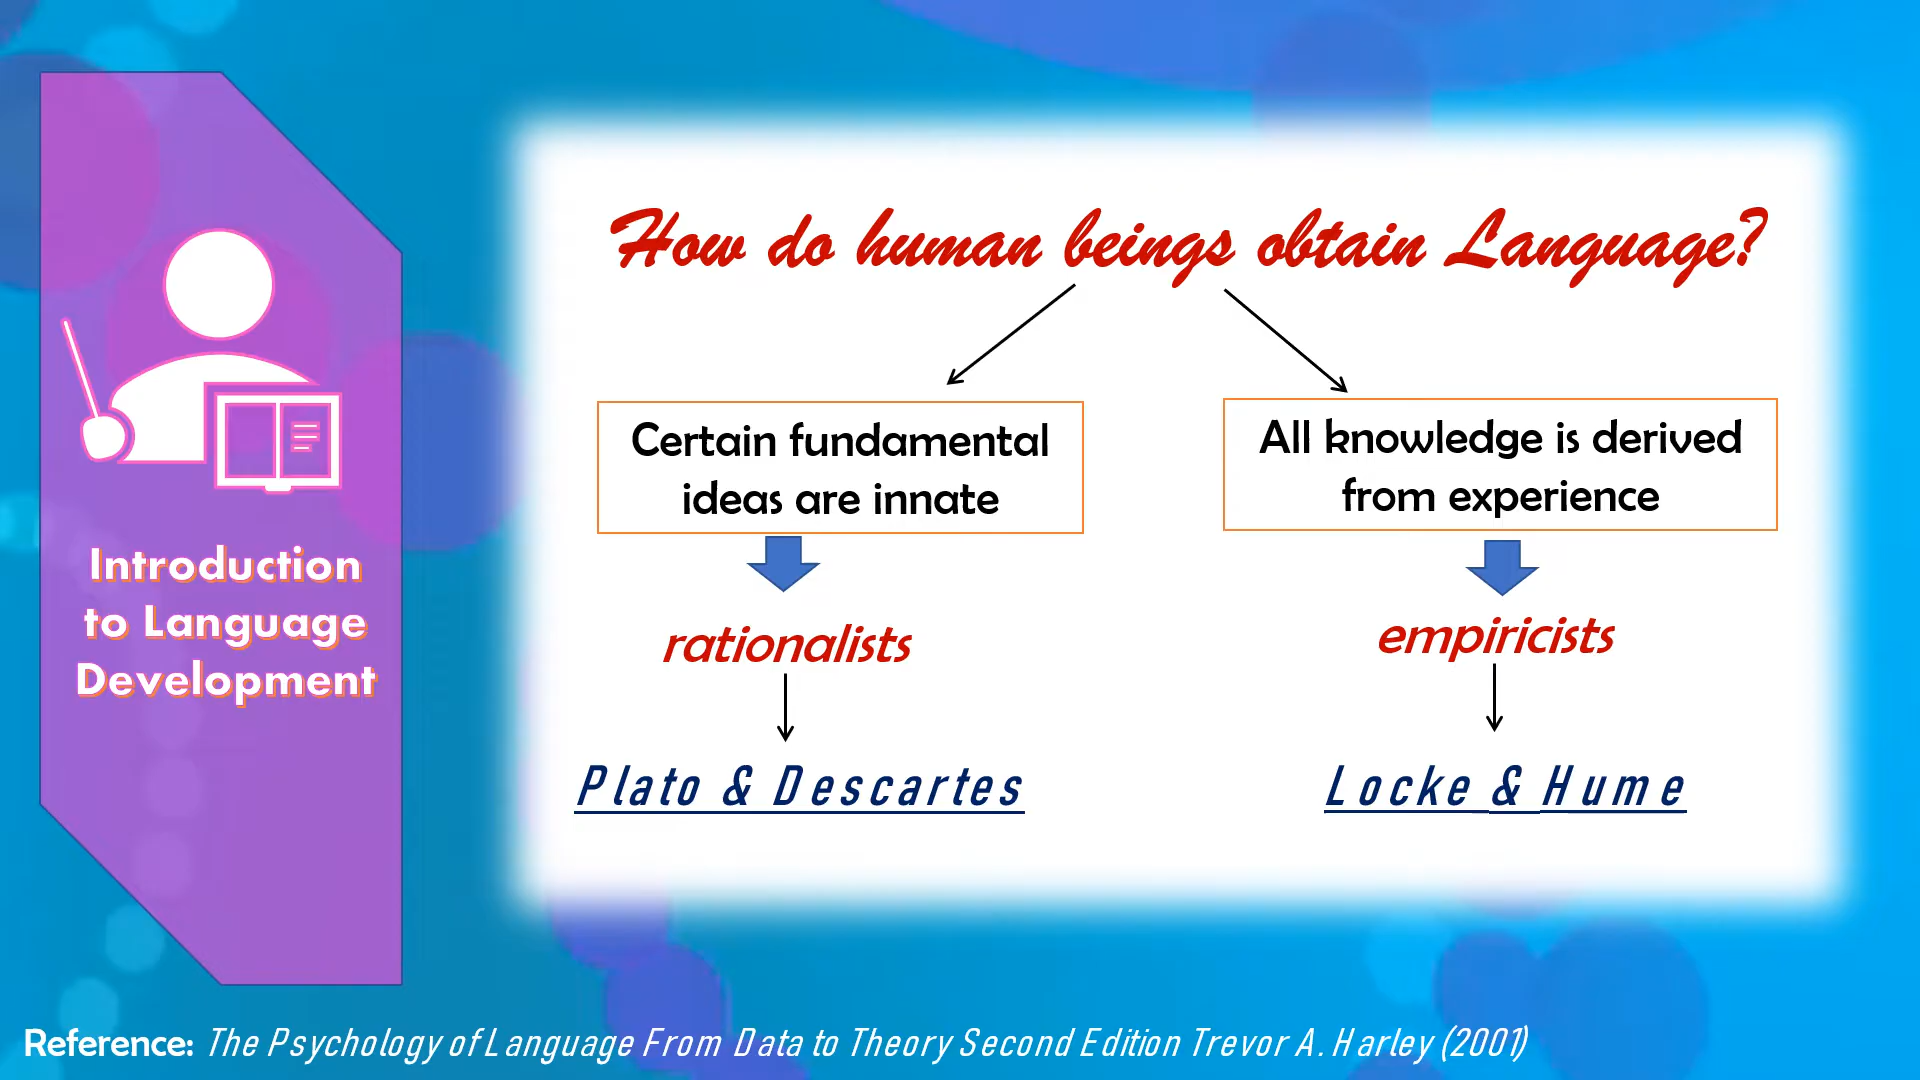 Introduction
to Language
Development
How do human beings obtain Language?
Certain fundamental
ideas are innate
rationalists
Plato & Descartes
All knowledge is derived
from experience
empiricists
Locke & Hume
Reference: The Psychology of Language From Data to Theory Second Edition Trevor A. Harley (2001)